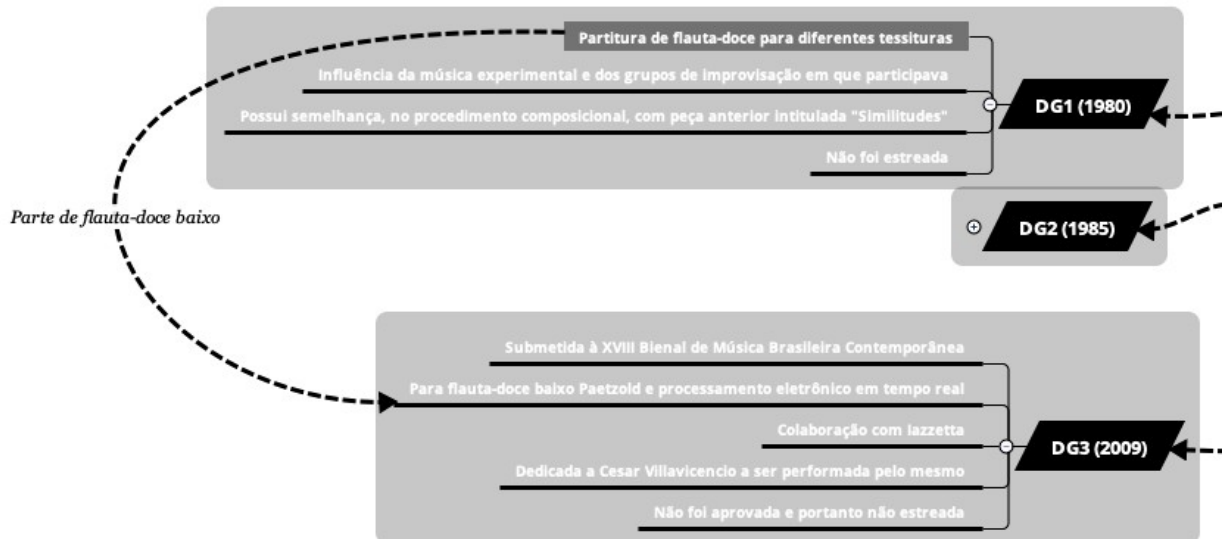 Partitura de flauta-doce para diferentes tessituras
Influência da música experimental e dos grupos de improvisação em que participava
DG1 (1980)
Possui semelhança, no procedimento composicional, com peça anterior intitulada "Similitudes"
Não foi estreada
Parte de flauta-doce baixo
DG2 (1985)
Submetida à XVIII Bienal de Música Brasileira Contemporânea
Para flauta-doce baixo Paetzold e processamento eletrônico em tempo real
Colaboração com Iazzetta
DG3 (2009)
Dedicada a Cesar Villavicencio a ser performada pelo mesmo
Não foi aprovada e portanto não estreada